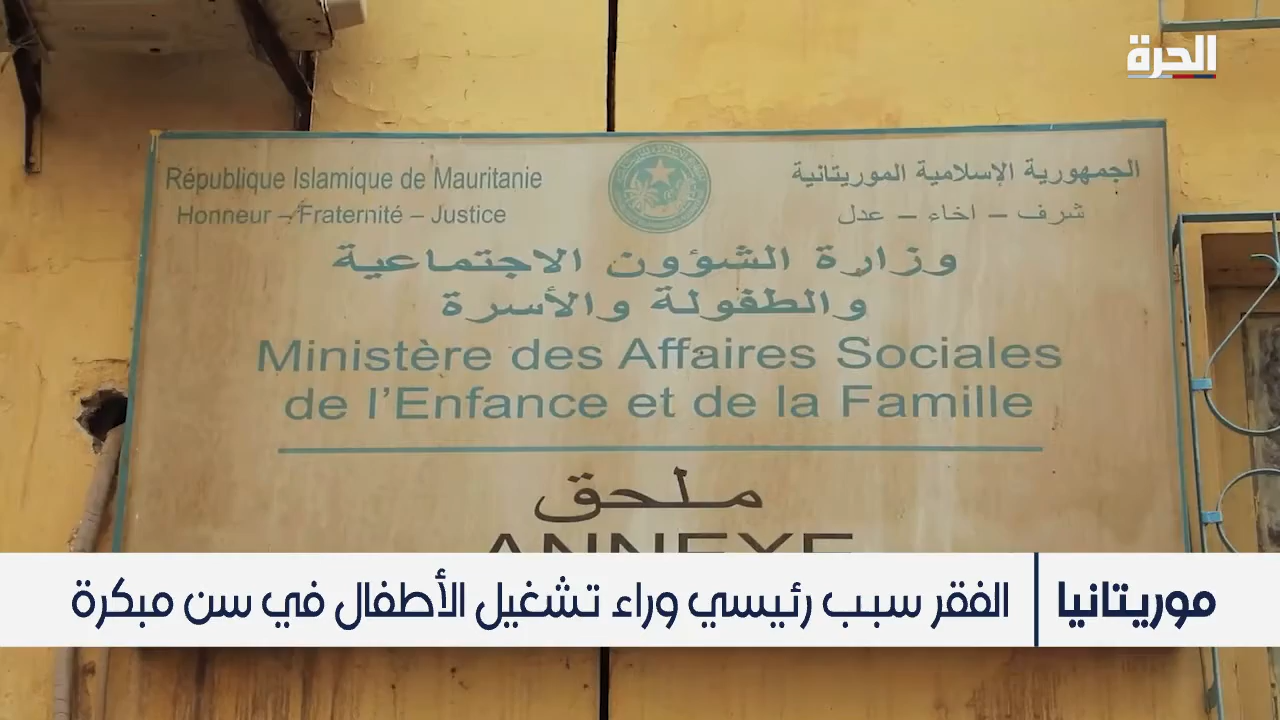 الحرة
République Islamique de Mauritanie
Honneur – Fraternité – Justice
الجمهورية الإسلامية الموريتانية
شرف – اخاء – عدل
وزارة الشؤون الاجتماعية
والطفولة والأسرة
Ministère des Affaires Sociales
de l'Enfance et de la Famille
ملحق
ANNEXE
موريتانيا
الفقر سبب رئيسي وراء تشغيل الأطفال في سن مبكرة